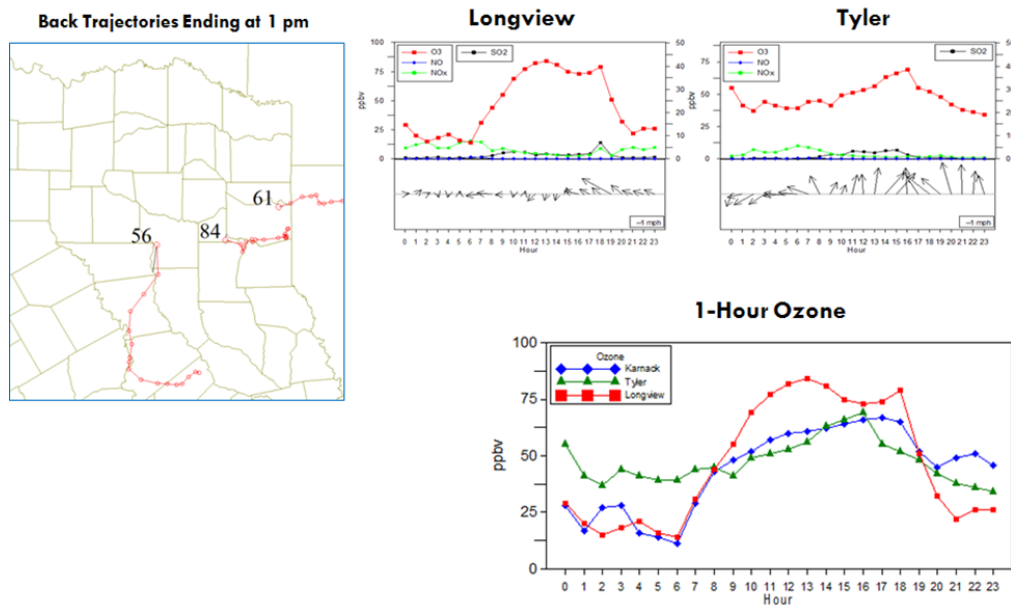 Back Trajectories Ending at 1 pm
61
56
84
Longview
O3
NO
NOx
SO2
ppbv
100
75
50
25
0
50
40
30
20
10
0
–1 mph
0 1 2 3 4 5 6 7 8 9 10 11 12 13 14 15 16 17 18 19 20 21 22 23
Hour
Tyler
O3
NO
NOx
SO2
ppbv
100
75
50
25
0
50
40
30
20
10
0
–1 mph
0 1 2 3 4 5 6 7 8 9 10 11 12 13 14 15 16 17 18 19 20 21 22 23
Hour
1-Hour Ozone
Ozone
Karnack
Tyler
Longview
ppbv
100
75
50
25
0
0 1 2 3 4 5 6 7 8 9 10 11 12 13 14 15 16 17 18 19 20 21 22 23
Hour